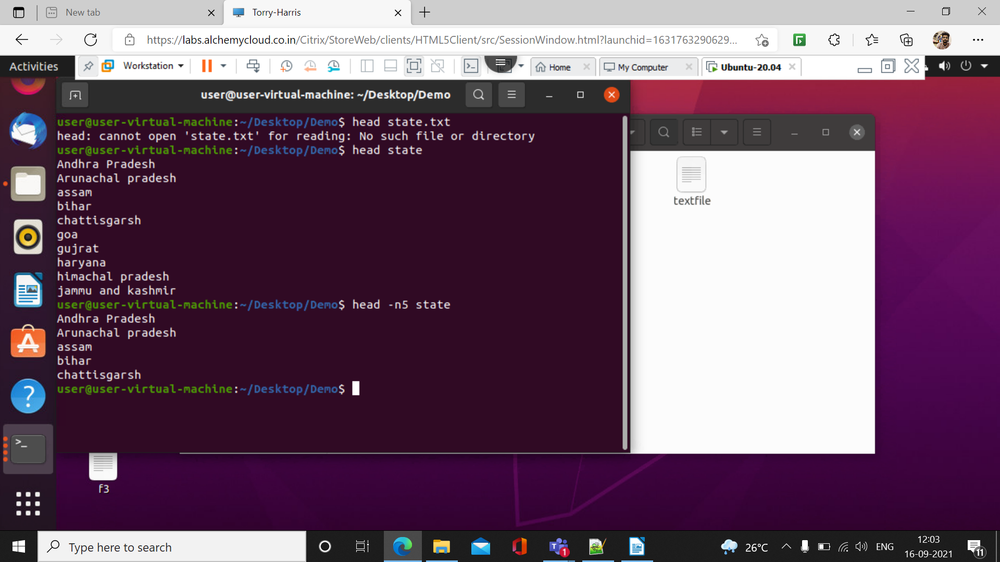 New tab
Torry-Harris
https://labs.alchemycloud.co.in/Citrix/StoreWeb/clients/HTML5Client/src/SessionWindow.html?launchid=1631763290629...
Activities
Workstation
Home
My Computer
Ubuntu-20.04
user@user-virtual-machine: ~/Desktop/Demo
user@user-virtual-machine:~/Desktop/Demo$ head state.txt
head: cannot open 'state.txt' for reading: No such file or directory
user@user-virtual-machine:~/Desktop/Demo$ head state
Andhra Pradesh
Arunachal pradesh
assam
bihar
chattisgarsh
goa
gujrat
haryana
himachal pradesh
jammu and kashmir
user@user-virtual-machine:~/Desktop/Demo$ head -n5 state
Andhra Pradesh
Arunachal pradesh
assam
bihar
chattisgarsh
user@user-virtual-machine:~/Desktop/Demo$
textfile
f3
Type here to search
1
26°C
ENG
12:03
16-09-2021
11